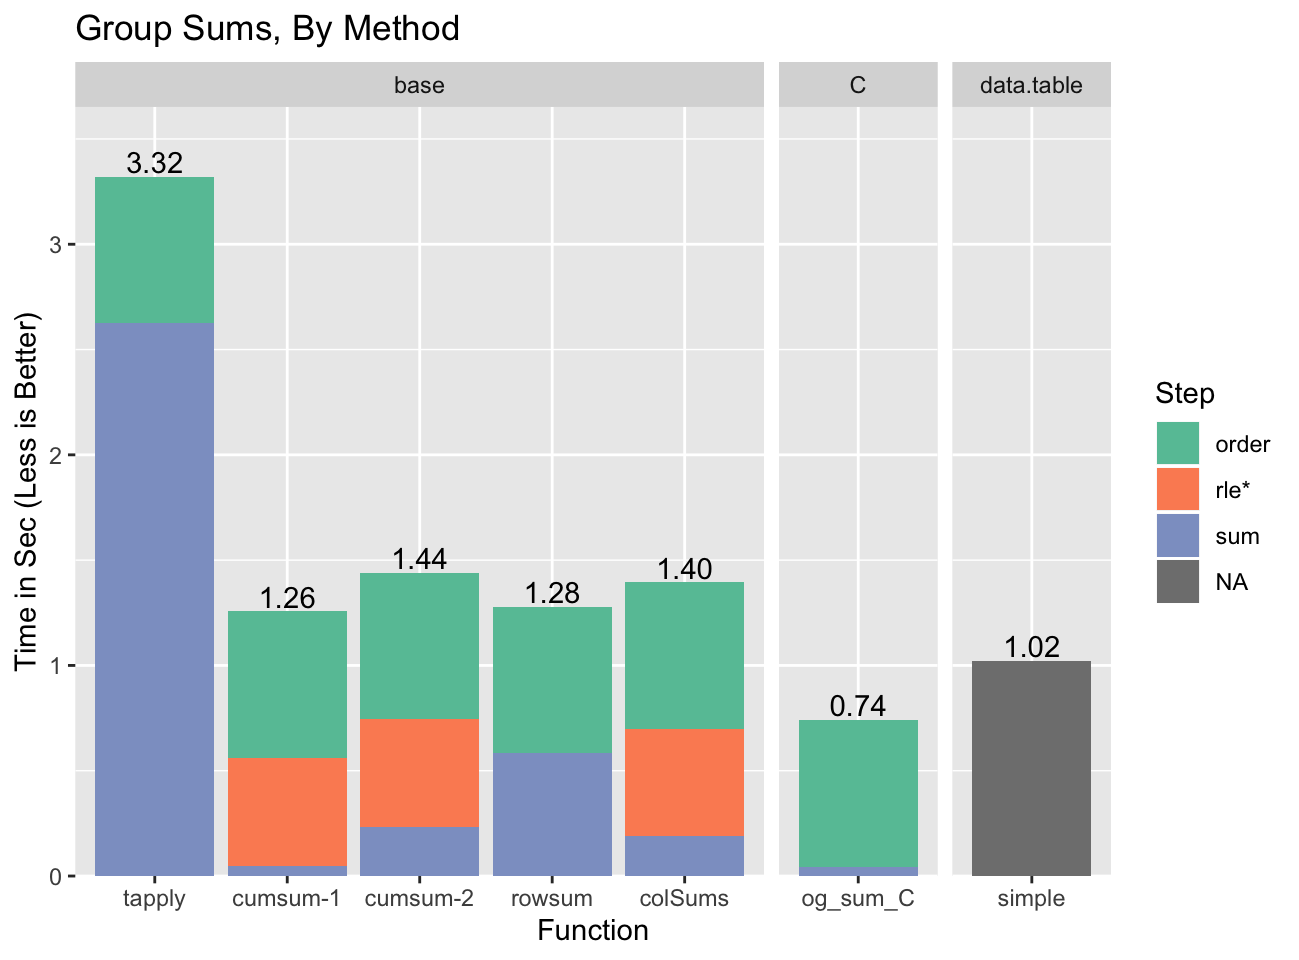 Group Sums, By Method
base
C
data.table
Time in Sec (Less is Better)
3
2
1
0
3.32
1.26
1.44
1.28
1.40
0.74
1.02
tapply
cumsum-1
cumsum-2
rowsum
colSums
og_sum_C
simple
Function
Step
order
rle*
sum
NA